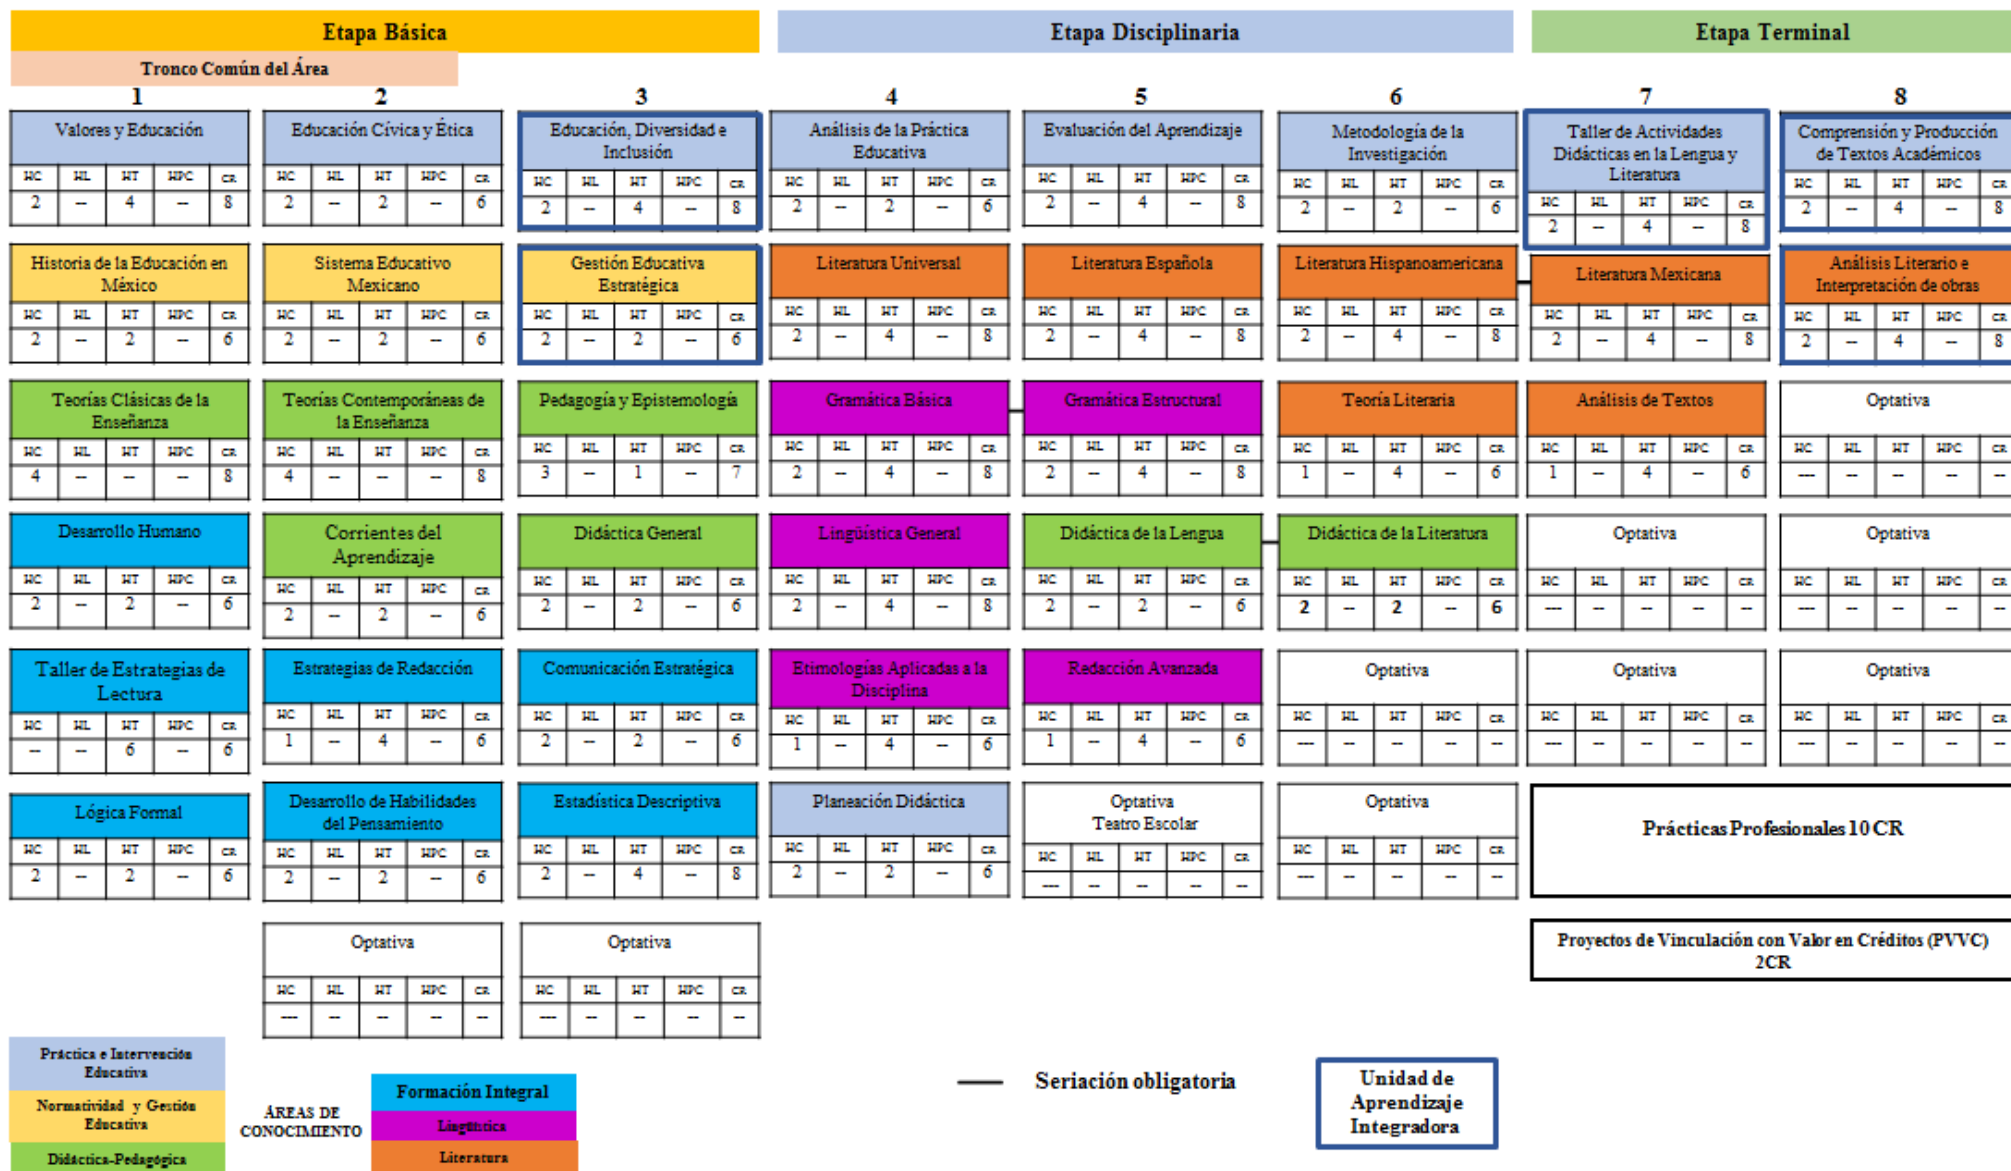 Etapa Básica
Etapa Disciplinaria
Etapa Terminal
Tronco Común del Área
1
2
3
4
5
6
7
8
Valores y Educación
HC HL HT HPC CR
2 -- 4 -- 8
Educación Cívica y Ética
HC HL HT HPC CR
2 -- 2 -- 6
Educación, Diversidad e
Inclusión
HC HL HT HPC CR
2 -- 4 -- 8
Análisis de la Práctica
Educativa
HC HL HT HPC CR
2 -- 2 -- 6
Evaluación del Aprendizaje
HC HL HT HPC CR
2 -- 4 -- 8
Metodología de la
Investigación
HC HL HT HPC CR
2 -- 2 -- 6
Taller de Actividades
Didácticas en la Lengua y
Literatura
HC HL HT HPC CR
2 -- 4 -- 8
Comprensión y Producción
de Textos Académicos
HC HL HT HPC CR
2 -- 4 -- 8
Historia de la Educación en
México
HC HL HT HPC CR
2 -- 2 -- 6
Sistema Educativo
Mexicano
HC HL HT HPC CR
2 -- 2 -- 6
Gestión Educativa
Estratégica
HC HL HT HPC CR
2 -- 2 -- 6
Literatura Universal
HC HL HT HPC CR
2 -- 4 -- 8
Literatura Española
HC HL HT HPC CR
2 -- 4 -- 8
Literatura Hispanoamericana
HC HL HT HPC CR
2 -- 4 -- 8
Literatura Mexicana
HC HL HT HPC CR
2 -- 4 -- 8
Análisis Literario e
Interpretación de obras
HC HL HT HPC CR
2 -- 4 -- 8
Teorías Clásicas de la
Enseñanza
HC HL HT HPC CR
4 -- -- -- 8
Teorías Contemporáneas de
la Enseñanza
HC HL HT HPC CR
4 -- -- -- 8
Pedagogía y Epistemología
HC HL HT HPC CR
3 -- 1 -- 7
Gramática Básica
HC HL HT HPC CR
2 -- 4 -- 8
Gramática Estructural
HC HL HT HPC CR
2 -- 4 -- 8
Teoría Literaria
HC HL HT HPC CR
1 -- 4 -- 6
Análisis de Textos
HC HL HT HPC CR
1 -- 4 -- 6
Optativa
HC HL HT HPC CR
--- -- -- -- --
Desarrollo Humano
HC HL HT HPC CR
2 -- 2 -- 6
Corrientes del
Aprendizaje
HC HL HT HPC CR
2 -- 2 -- 6
Didáctica General
HC HL HT HPC CR
2 -- 2 -- 6
Lingüística General
HC HL HT HPC CR
2 -- 4 -- 8
Didáctica de la Lengua
HC HL HT HPC CR
2 -- 2 -- 6
Didáctica de la Literatura
HC HL HT HPC CR
2 -- 2 -- 6
Optativa
HC HL HT HPC CR
--- -- -- -- --
Optativa
HC HL HT HPC CR
--- -- -- -- --
Taller de Estrategias de
Lectura
HC HL HT HPC CR
-- -- 6 -- 6
Estrategias de Redacción
HC HL HT HPC CR
1 -- 4 -- 6
Comunicación Estratégica
HC HL HT HPC CR
2 -- 2 -- 6
Etimologías Aplicadas a la
Disciplina
HC HL HT HPC CR
1 -- 4 -- 6
Redacción Avanzada
HC HL HT HPC CR
1 -- 4 -- 6
Optativa
HC HL HT HPC CR
--- -- -- -- --
Optativa
HC HL HT HPC CR
--- -- -- -- --
Optativa
HC HL HT HPC CR
--- -- -- -- --
Lógica Formal
HC HL HT HPC CR
2 -- 2 -- 6
Desarrollo de Habilidades
del Pensamiento
HC HL HT HPC CR
2 -- 2 -- 6
Estadística Descriptiva
HC HL HT HPC CR
2 -- 4 -- 8
Planeación Didáctica
HC HL HT HPC CR
2 -- 2 -- 6
Optativa
Teatro Escolar
HC HL HT HPC CR
--- -- -- -- --
Optativa
HC HL HT HPC CR
--- -- -- -- --
Prácticas Profesionales 10 CR
Optativa
HC HL HT HPC CR
--- -- -- -- --
Optativa
HC HL HT HPC CR
--- -- -- -- --
Proyectos de Vinculación con Valor en Créditos (PVVC)
2CR
Práctica e Intervención
Educativa
Normatividad y Gestión
Educativa
Didáctica-Pedagógica
ÁREAS DE
CONOCIMIENTO
Formación Integral
Lingüística
Literatura
Seriación obligatoria
Unidad de
Aprendizaje
Integradora